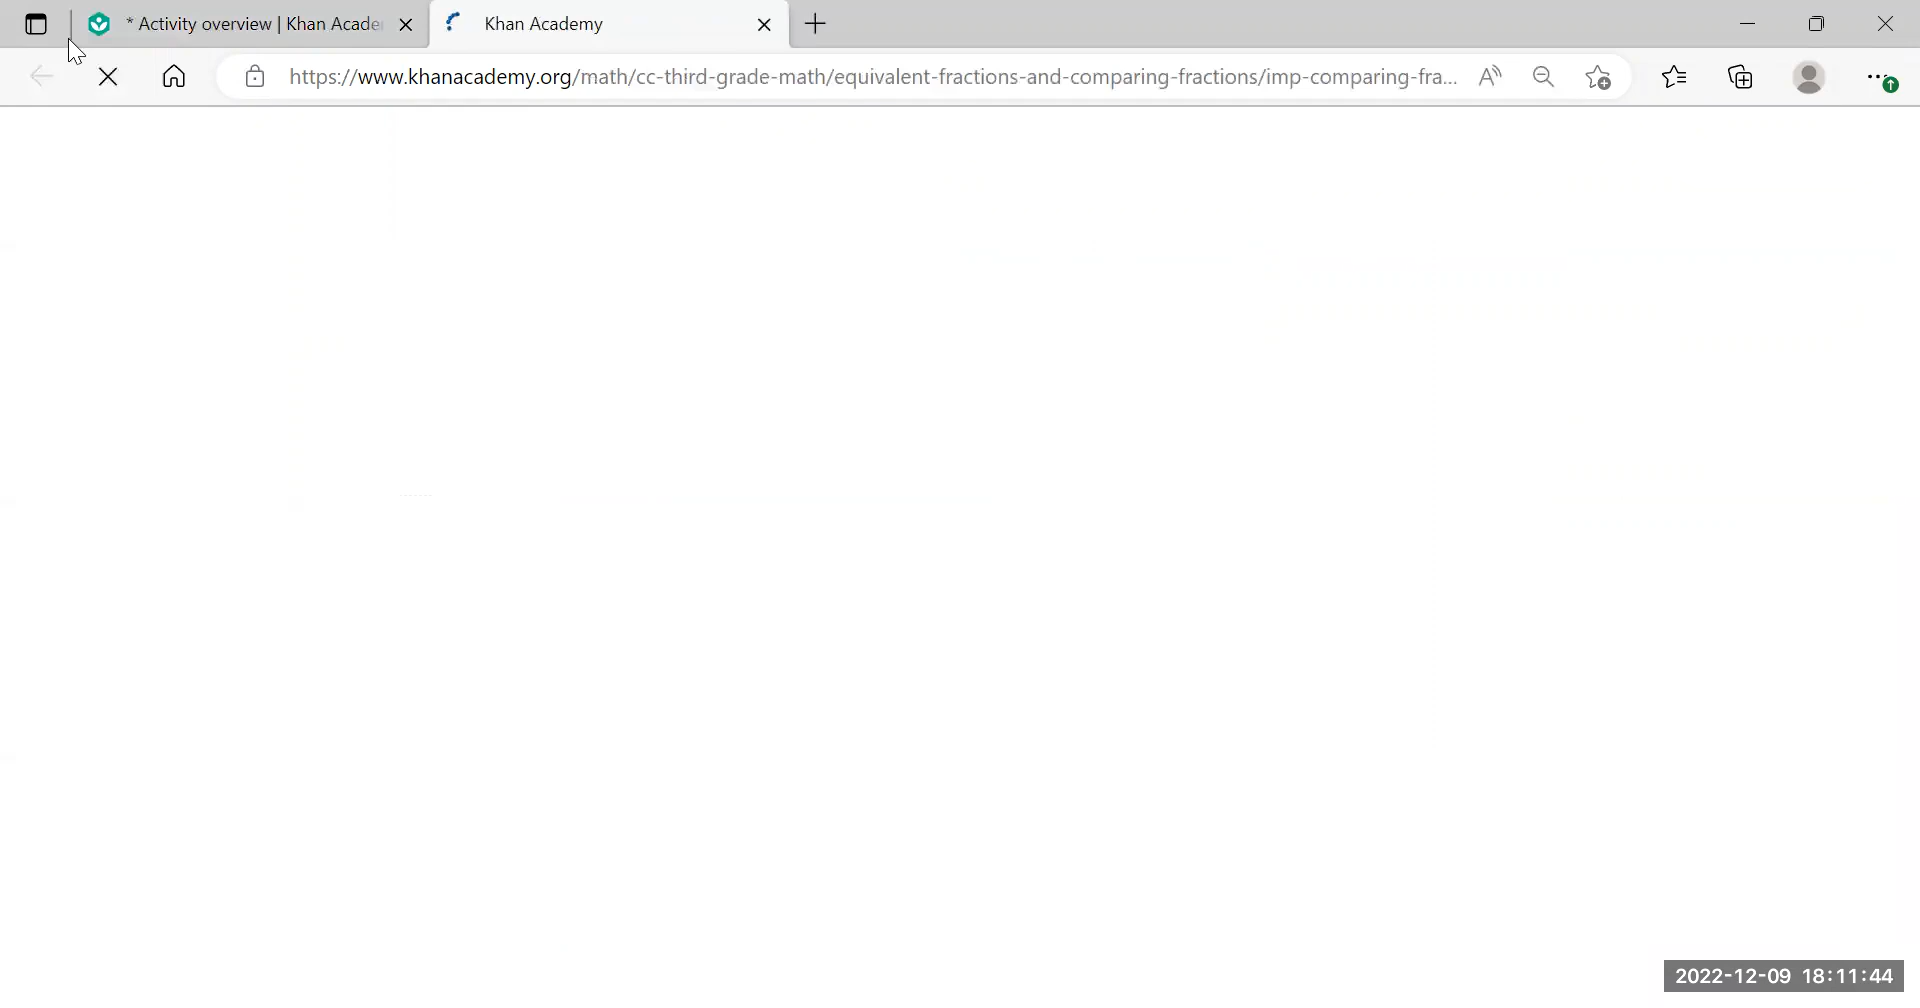 * Activity overview | Khan Acade
Khan Academy
https://www.khanacademy.org/math/cc-third-grade-math/equivalent-fractions-and-comparing-fractions/imp-comparing-fra...
2022-12-09 18:11:44